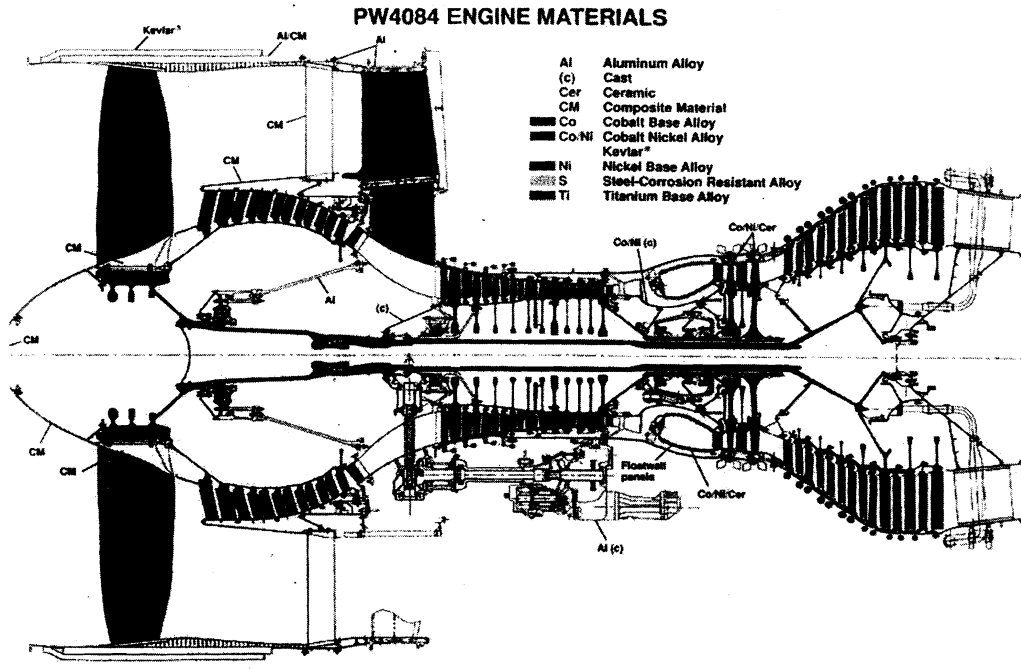 PW4084 ENGINE MATERIALS
Kevlar*
Al/CM
Al
Al Aluminum Alloy
(c) Cast
Cer Ceramic
CM Composite Material
Co Cobalt Base Alloy
Co/Ni Cobalt Nickel Alloy
Kevlar*
Ni Nickel Base Alloy
S Steel-Corrosion Resistant Alloy
Ti Titanium Base Alloy
CM
CM
CM
Co/Ni (c)
Co/Ni/Cer
Al
(c)
CM
CM
CM
Floatwall
panels
Co/Ni/Cer
Al (c)